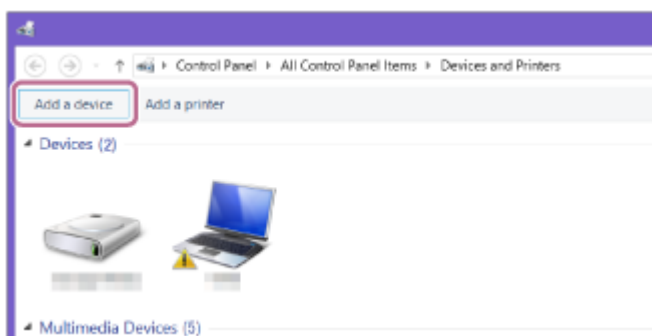 Control Panel ▸ All Control Panel Items ▸ Devices and Printers
Add a device Add a printer
Devices (2)
Multimedia Devices (5)